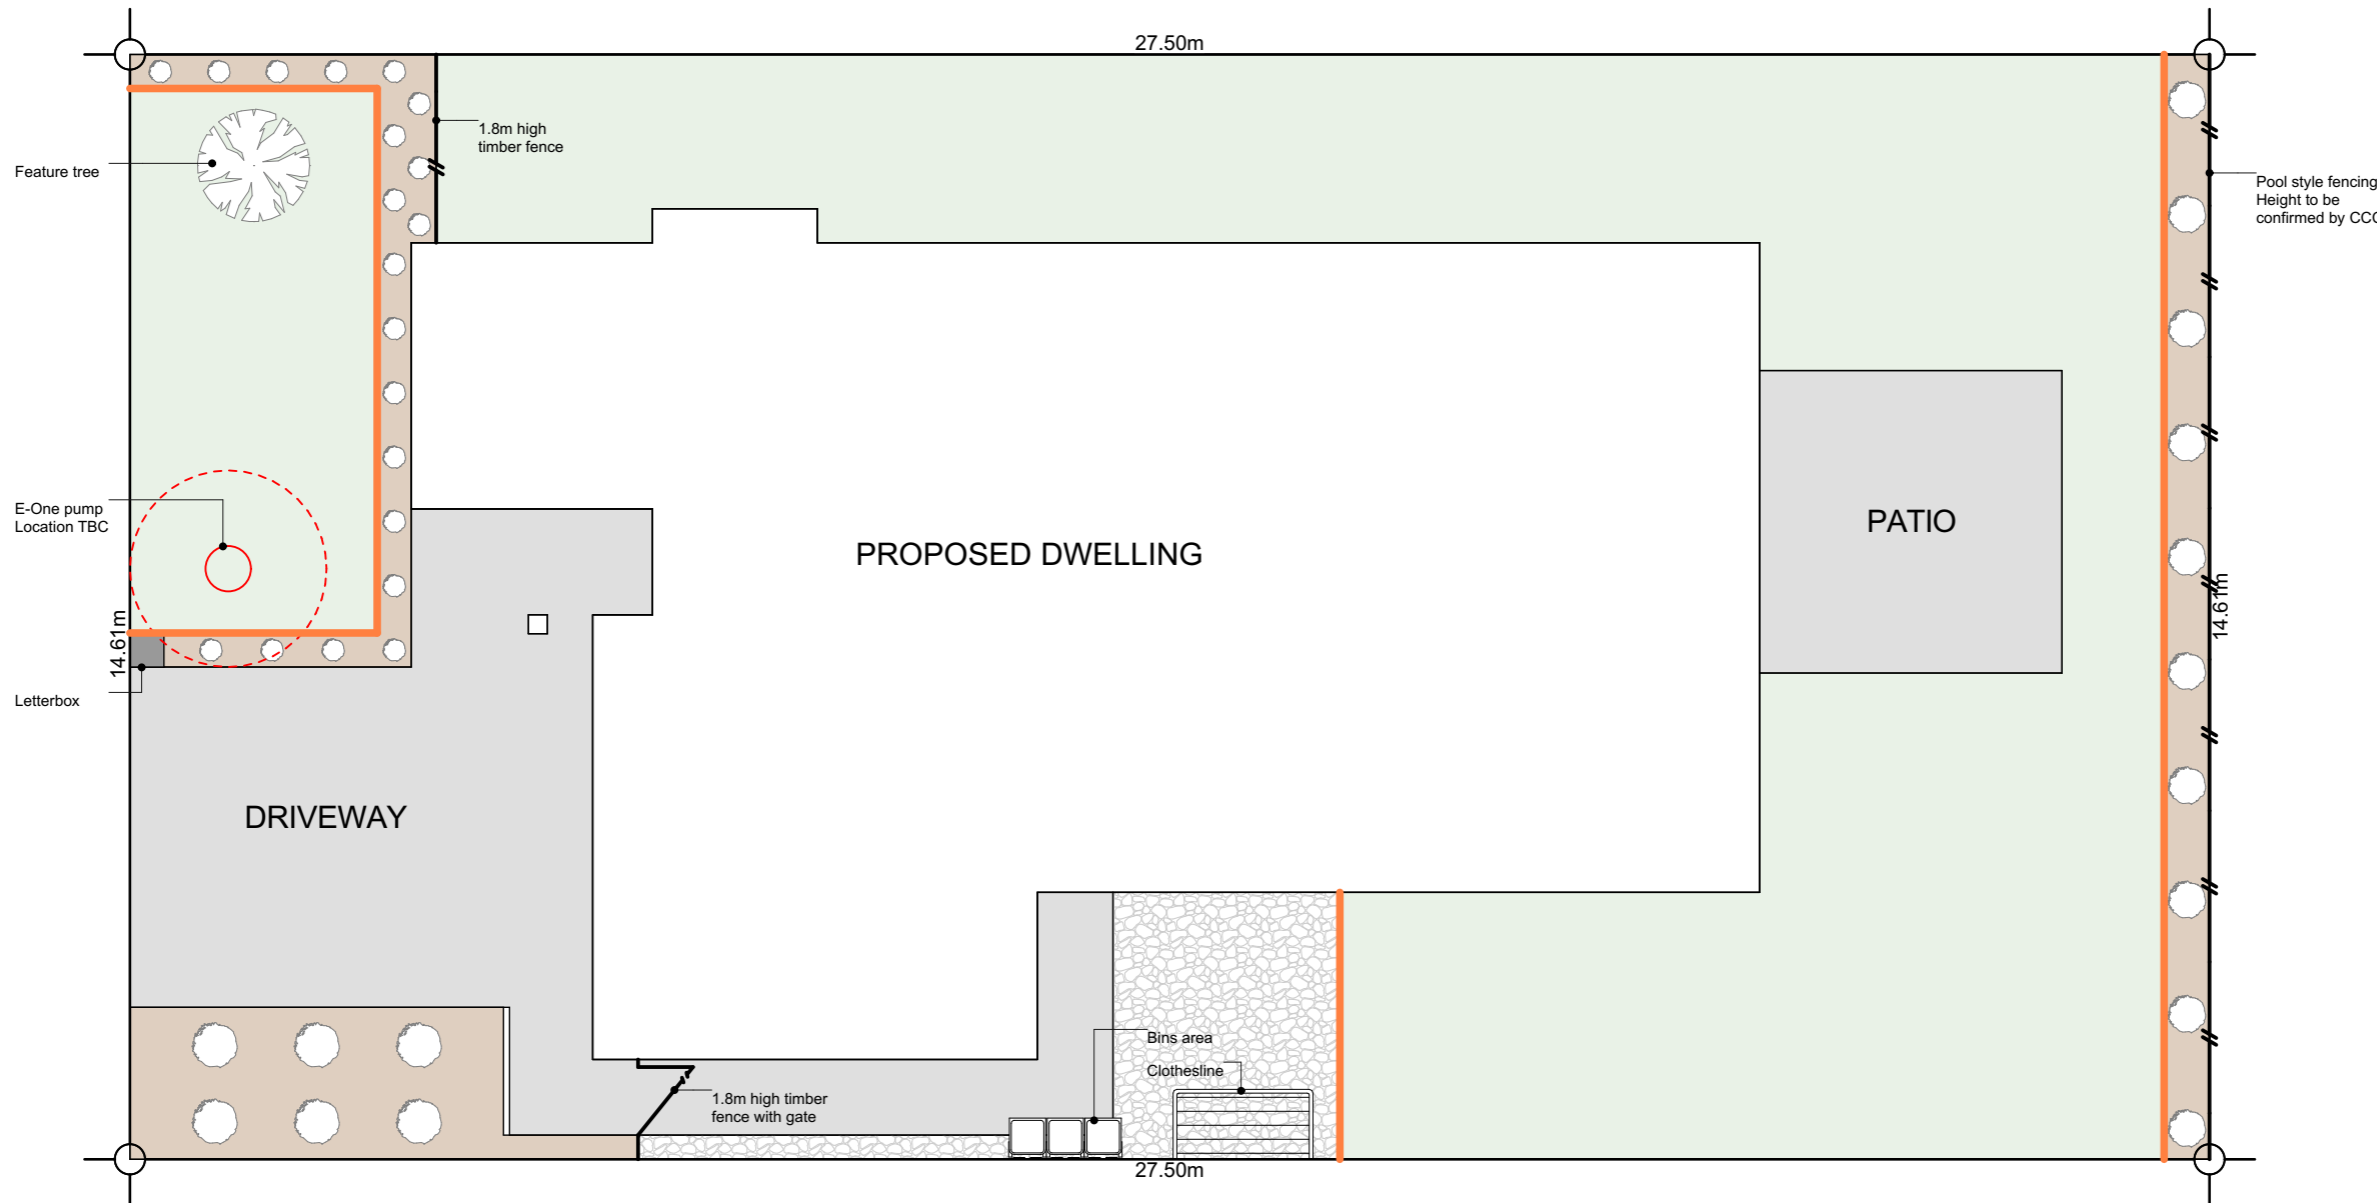 27.50m
1.8m high
timber fence
Feature tree
Pool style fencing
Height to be
confirmed by CCC
E-One pump
Location TBC
PROPOSED DWELLING
PATIO
14.61m
14.61m
Letterbox
DRIVEWAY
Bins area
Clothesline
1.8m high timber
fence with gate
27.50m